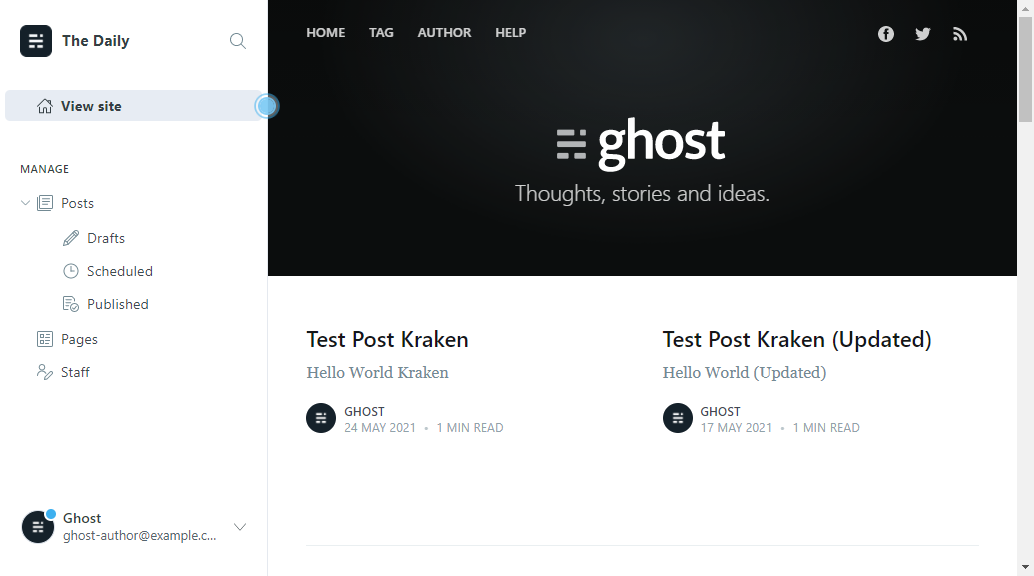 The Daily
View site
MANAGE
Posts
Drafts
Scheduled
Published
Pages
Staff
Ghost
ghost-author@example.c...
HOME TAG AUTHOR HELP
ghost
Thoughts, stories and ideas.
Test Post Kraken
Hello World Kraken
GHOST
24 MAY 2021 • 1 MIN READ
Test Post Kraken (Updated)
Hello World (Updated)
GHOST
17 MAY 2021 • 1 MIN READ